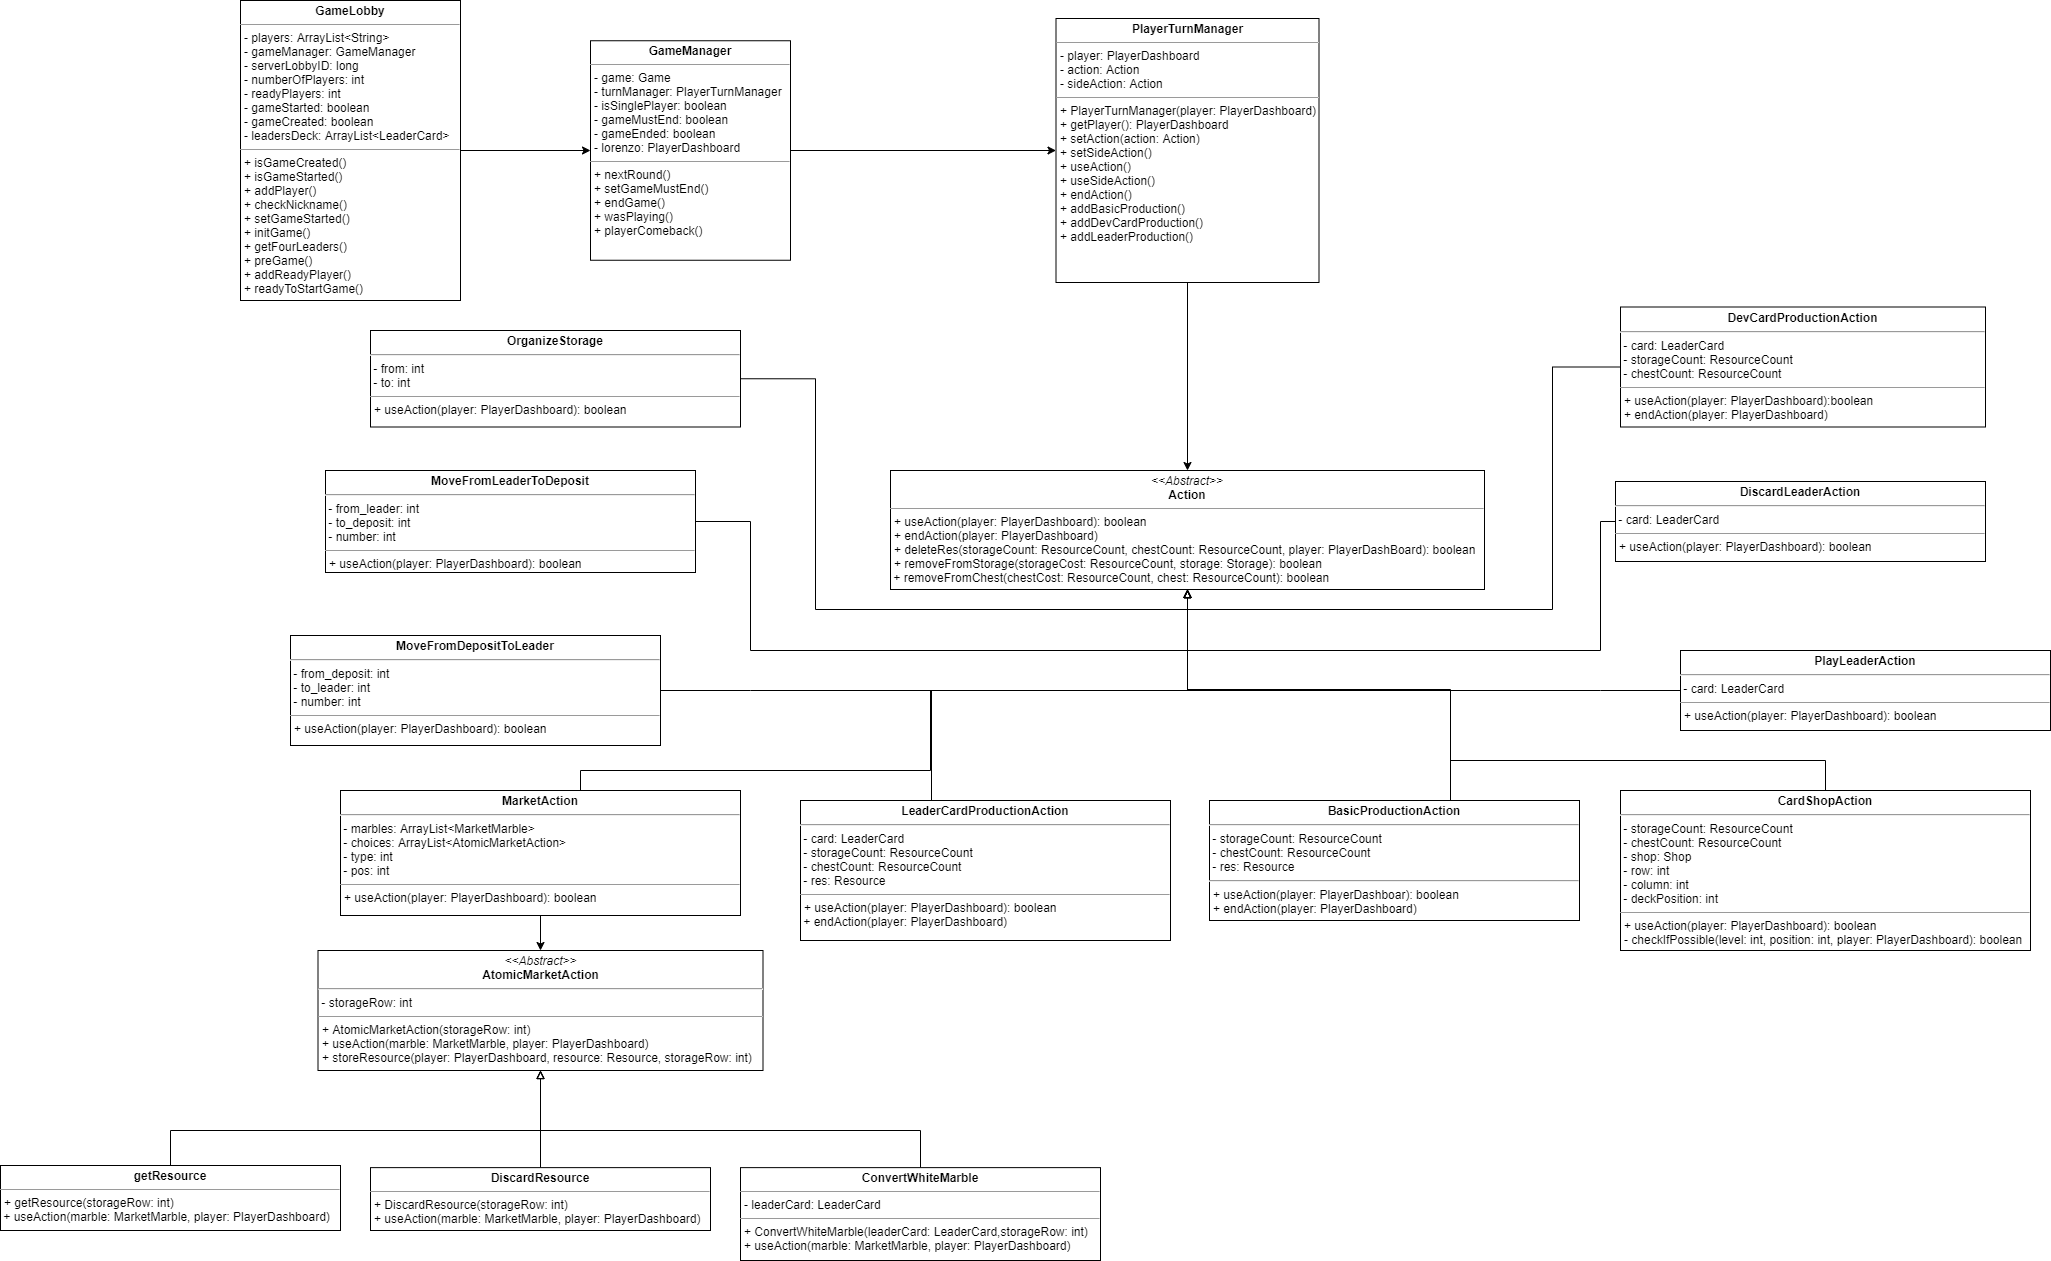 GameLobby
- players: ArrayList<String>
- gameManager: GameManager
- serverLobbyID: long
- numberOfPlayers: int
- readyPlayers: int
- gameStarted: boolean
- gameCreated: boolean
- leadersDeck: ArrayList<LeaderCard>
+ isGameCreated()
+ isGameStarted()
+ addPlayer()
+ checkNickname()
+ setGameStarted()
+ initGame()
+ getFourLeaders()
+ preGame()
+ addReadyPlayer()
+ readyToStartGame()
GameManager
- game: Game
- turnManager: PlayerTurnManager
- isSinglePlayer: boolean
- gameMustEnd: boolean
- gameEnded: boolean
- lorenzo: PlayerDashboard
+ nextRound()
+ setGameMustEnd()
+ endGame()
+ wasPlaying()
+ playerComeback()
PlayerTurnManager
- player: PlayerDashboard
- action: Action
- sideAction: Action
+ PlayerTurnManager(player: PlayerDashboard)
+ getPlayer(): PlayerDashboard
+ setAction(action: Action)
+ setSideAction()
+ useAction()
+ useSideAction()
+ endAction()
+ addBasicProduction()
+ addDevCardProduction()
+ addLeaderProduction()
OrganizeStorage
- from: int
- to: int
+ useAction(player: PlayerDashboard): boolean
DevCardProductionAction
- card: LeaderCard
- storageCount: ResourceCount
- chestCount: ResourceCount
+ useAction(player: PlayerDashboard):boolean
+ endAction(player: PlayerDashboard)
MoveFromLeaderToDeposit
- from_leader: int
- to_deposit: int
- number: int
+ useAction(player: PlayerDashboard): boolean
<<Abstract>>
Action
+ useAction(player: PlayerDashboard): boolean
+ endAction(player: PlayerDashboard)
+ deleteRes(storageCount: ResourceCount, chestCount: ResourceCount, player: PlayerDashBoard): boolean
+ removeFromStorage(storageCost: ResourceCount, storage: Storage): boolean
+ removeFromChest(chestCost: ResourceCount, chest: ResourceCount): boolean
DiscardLeaderAction
- card: LeaderCard
+ useAction(player: PlayerDashboard): boolean
MoveFromDepositToLeader
- from_deposit: int
- to_leader: int
- number: int
+ useAction(player: PlayerDashboard): boolean
PlayLeaderAction
- card: LeaderCard
+ useAction(player: PlayerDashboard): boolean
MarketAction
- marbles: ArrayList<MarketMarble>
- choices: ArrayList<AtomicMarketAction>
- type: int
- pos: int
+ useAction(player: PlayerDashboard): boolean
LeaderCardProductionAction
- card: LeaderCard
- storageCount: ResourceCount
- chestCount: ResourceCount
- res: Resource
+ useAction(player: PlayerDashboard): boolean
+ endAction(player: PlayerDashboard)
BasicProductionAction
- storageCount: ResourceCount
- chestCount: ResourceCount
- res: Resource
+ useAction(player: PlayerDashboar): boolean
+ endAction(player: PlayerDashboard)
CardShopAction
- storageCount: ResourceCount
- chestCount: ResourceCount
- shop: Shop
- row: int
- column: int
- deckPosition: int
+ useAction(player: PlayerDashboard): boolean
- checkIfPossible(level: int, position: int, player: PlayerDashboard): boolean
<<Abstract>>
AtomicMarketAction
- storageRow: int
+ AtomicMarketAction(storageRow: int)
+ useAction(marble: MarketMarble, player: PlayerDashboard)
+ storeResource(player: PlayerDashboard, resource: Resource, storageRow: int)
getResource
+ getResource(storageRow: int)
+ useAction(marble: MarketMarble, player: PlayerDashboard)
DiscardResource
+ DiscardResource(storageRow: int)
+ useAction(marble: MarketMarble, player: PlayerDashboard)
ConvertWhiteMarble
- leaderCard: LeaderCard
+ ConvertWhiteMarble(leaderCard: LeaderCard,storageRow: int)
+ useAction(marble: MarketMarble, player: PlayerDashboard)